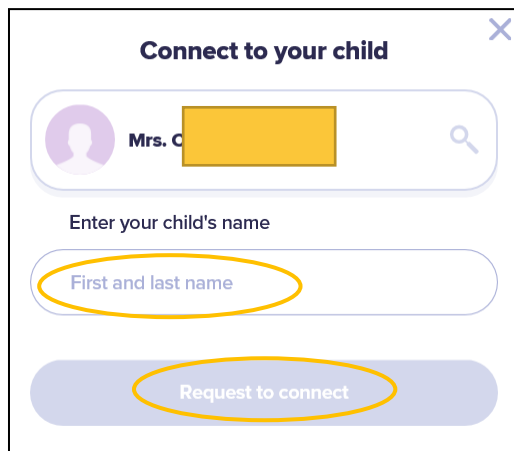 Connect to your child
Mrs. C
Enter your child's name
First and last name
Request to connect